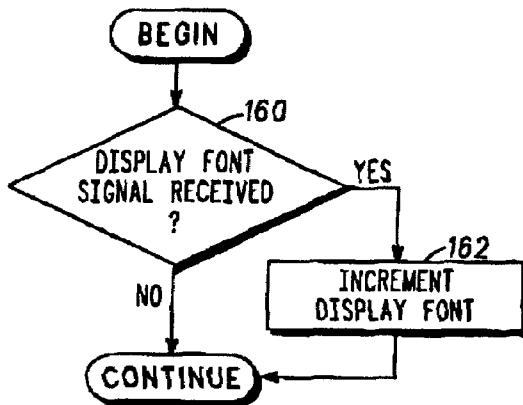 BEGIN
160
DISPLAY FONT
SIGNAL RECEIVED
?
YES
NO
162
INCREMENT
DISPLAY FONT
CONTINUE